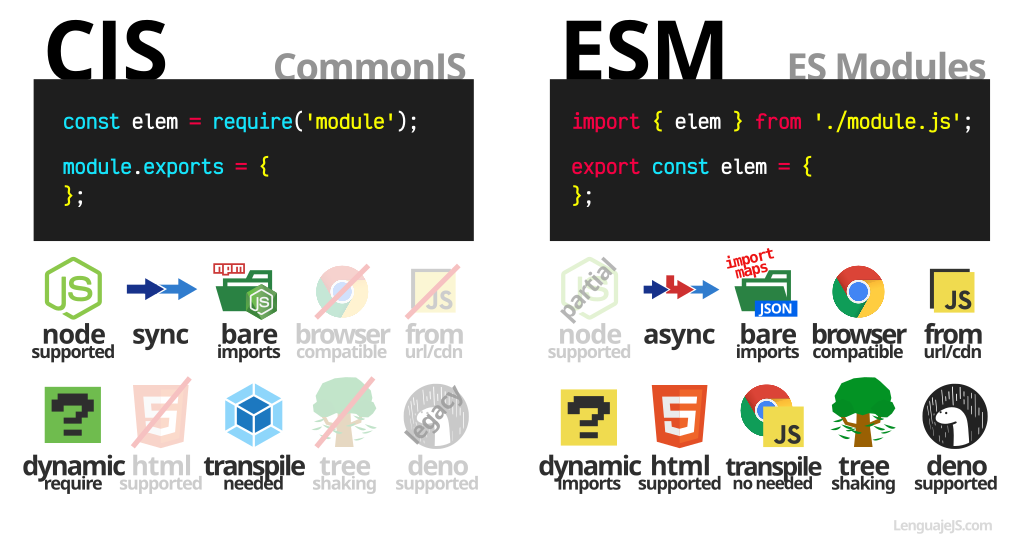 CJS
CommonJS
const elem = require('module');
module.exports = {
};
node
supported
sync
npm
JS
bare
imports
browser
compatible
JS
from
url/cdn
dynamic
require
html
supported
transpile
needed
tree
shaking
legacy
deno
supported
ESM
ES Modules
import { elem } from './module.js';
export const elem = {
};
partial
node
supported
async
import
maps
JSON
bare
imports
browser
compatible
JS
from
url/cdn
dynamic
imports
html
supported
JS
transpile
no needed
tree
shaking
deno
supported
LenguajeJS.com